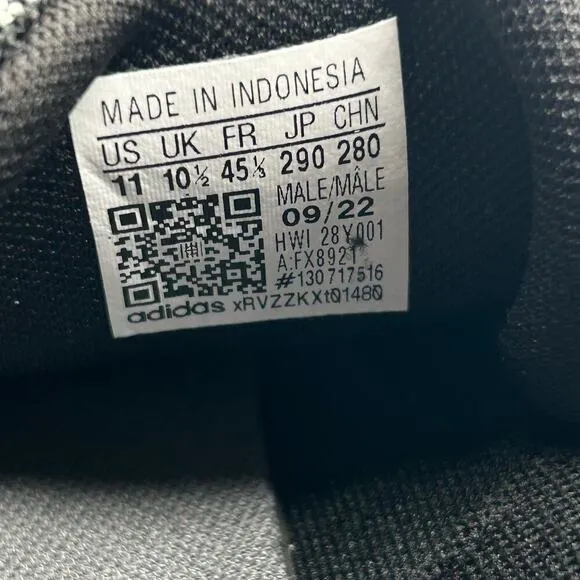 MADE IN INDONESIA
US UK FR JP CHN
11 10½ 45⅓ 290 280
MALE/MÂLE
09/22
HWI 28Y001
A:FX8921
#130717516
adidas xRVZZKXt01480